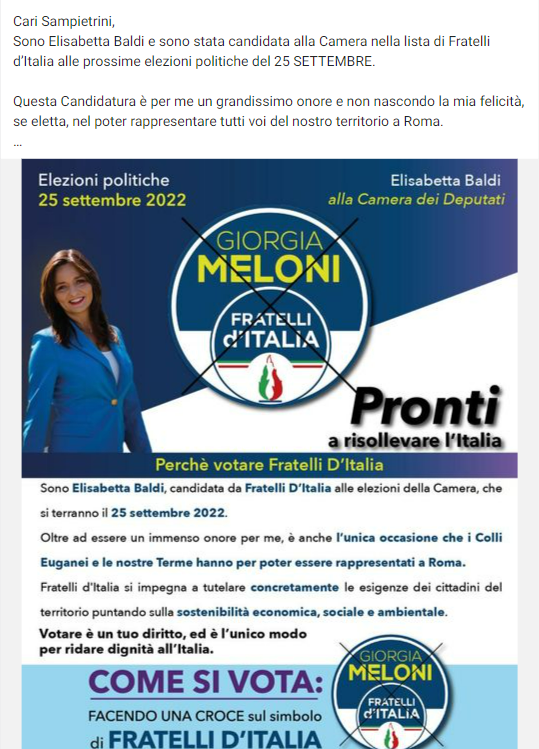 Cari Sampietrini,
Sono Elisabetta Baldi e sono stata candidata alla Camera nella lista di Fratelli
d'Italia alle prossime elezioni politiche del 25 SETTEMBRE.
Questa Candidatura è per me un grandissimo onore e non nascondo la mia felicità,
se eletta, nel poter rappresentare tutti voi del nostro territorio a Roma.
...
Elezioni politiche
25 settembre 2022
Elisabetta Baldi
alla Camera dei Deputati
GIORGIA
MELONI
FRATELLI
d'ITALIA
Pronti
a risollevare l'Italia
Perchè votare Fratelli D'Italia
Sono Elisabetta Baldi, candidata da Fratelli D'Italia alle elezioni della Camera, che
si terranno il 25 settembre 2022.
Oltre ad essere un immenso onore per me, è anche l'unica occasione che i Colli
Euganei e le nostre Terme hanno per poter essere rappresentati a Roma.
Fratelli d'Italia si impegna a tutelare concretamente le esigenze dei cittadini del
territorio puntando sulla sostenibilità economica, sociale e ambientale.
Votare è un tuo diritto, ed è l'unico modo
per ridare dignità all'Italia.
COME SI VOTA:
FACENDO UNA CROCE sul simbolo
di FRATELLI D'ITALIA
GIORGIA
MELONI
FRATELLI
d'ITALIA